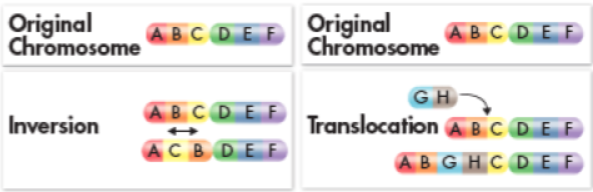 Original
Chromosome
A B C D E F
Inversion
A B C D E F
A C B D E F
Original
Chromosome
A B C D E F
G H
Translocation
A B C D E F
A B G H C D E F